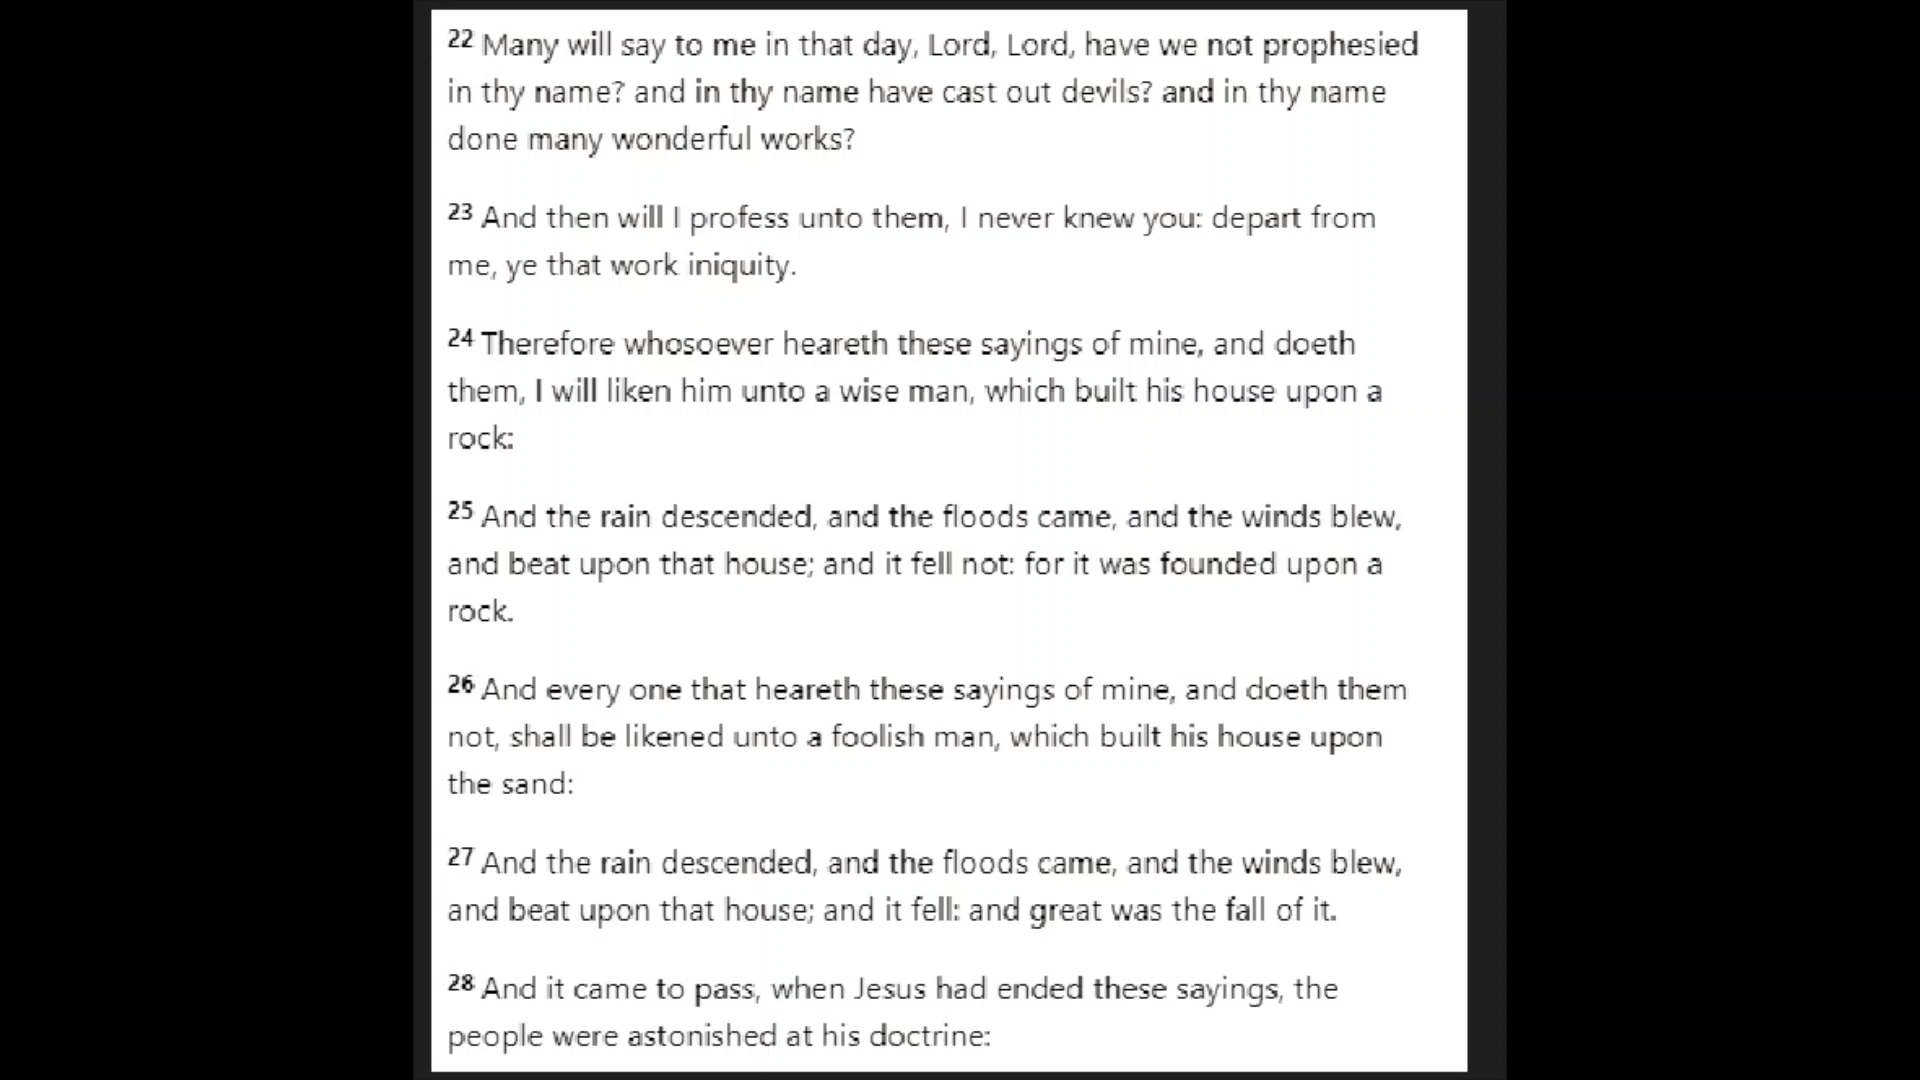 22 Many will say to me in that day, Lord, Lord, have we not prophesied
in thy name? and in thy name have cast out devils? and in thy name
done many wonderful works?
23 And then will I profess unto them, I never knew you: depart from
me, ye that work iniquity.
24 Therefore whosoever heareth these sayings of mine, and doeth
them, I will liken him unto a wise man, which built his house upon a
rock:
25 And the rain descended, and the floods came, and the winds blew,
and beat upon that house; and it fell not: for it was founded upon a
rock.
26 And every one that heareth these sayings of mine, and doeth them
not, shall be likened unto a foolish man, which built his house upon
the sand:
27 And the rain descended, and the floods came, and the winds blew,
and beat upon that house; and it fell: and great was the fall of it.
28 And it came to pass, when Jesus had ended these sayings, the
people were astonished at his doctrine: